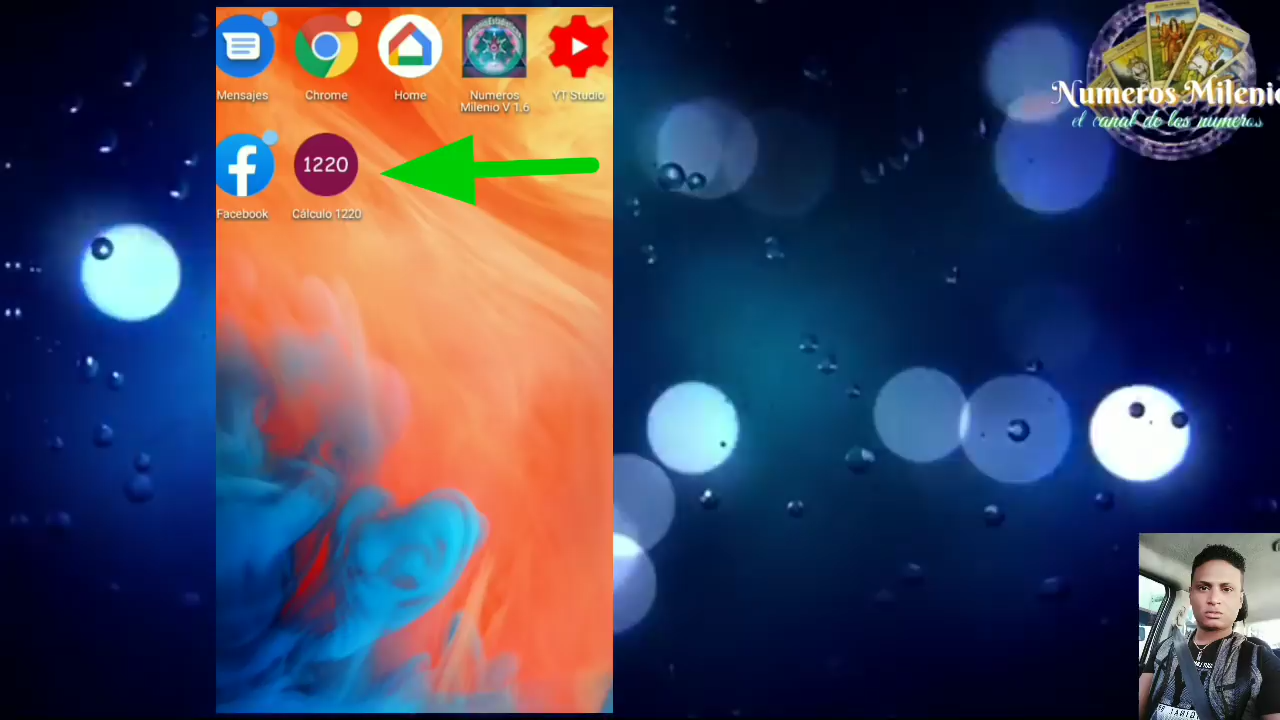 Mensajes
Chrome
Home
Numeros
Milenio V 1.6
YT Studio
1220
Facebook
Cálculo 1220
Numeros Milenio
el canal de los numeros